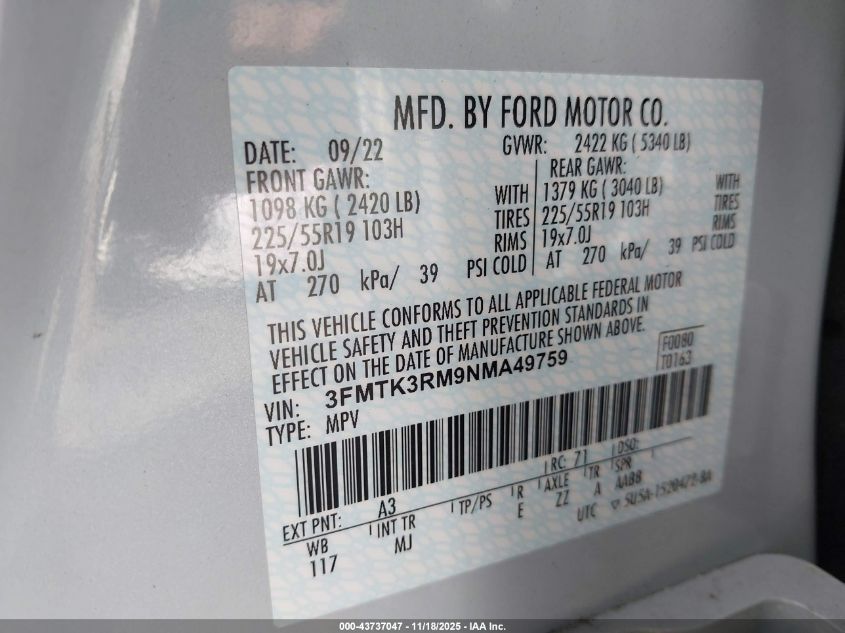 MFD. BY FORD MOTOR CO.
DATE: 09/22
GVWR: 2422 KG ( 5340 LB)
FRONT GAWR:
1098 KG ( 2420 LB) WITH
225/55R19 103H TIRES
19x7.0J RIMS
AT 270 kPa/ 39 PSI COLD
REAR GAWR:
1379 KG ( 3040 LB) WITH
225/55R19 103H TIRES
19x7.0J RIMS
AT 270 kPa/ 39 PSI COLD
THIS VEHICLE CONFORMS TO ALL APPLICABLE FEDERAL MOTOR
VEHICLE SAFETY AND THEFT PREVENTION STANDARDS IN
EFFECT ON THE DATE OF MANUFACTURE SHOWN ABOVE.
F0080
T0163
VIN: 3FMTK3RM9NMA49759
TYPE: MPV
RC: 71 DSO:
EXT PNT: A3
WB INT TR TP/PS R AXLE TR SPR
117 MJ E ZZ A AABB
UTC
000-43737047 - 11/18/2025 - IAA Inc.